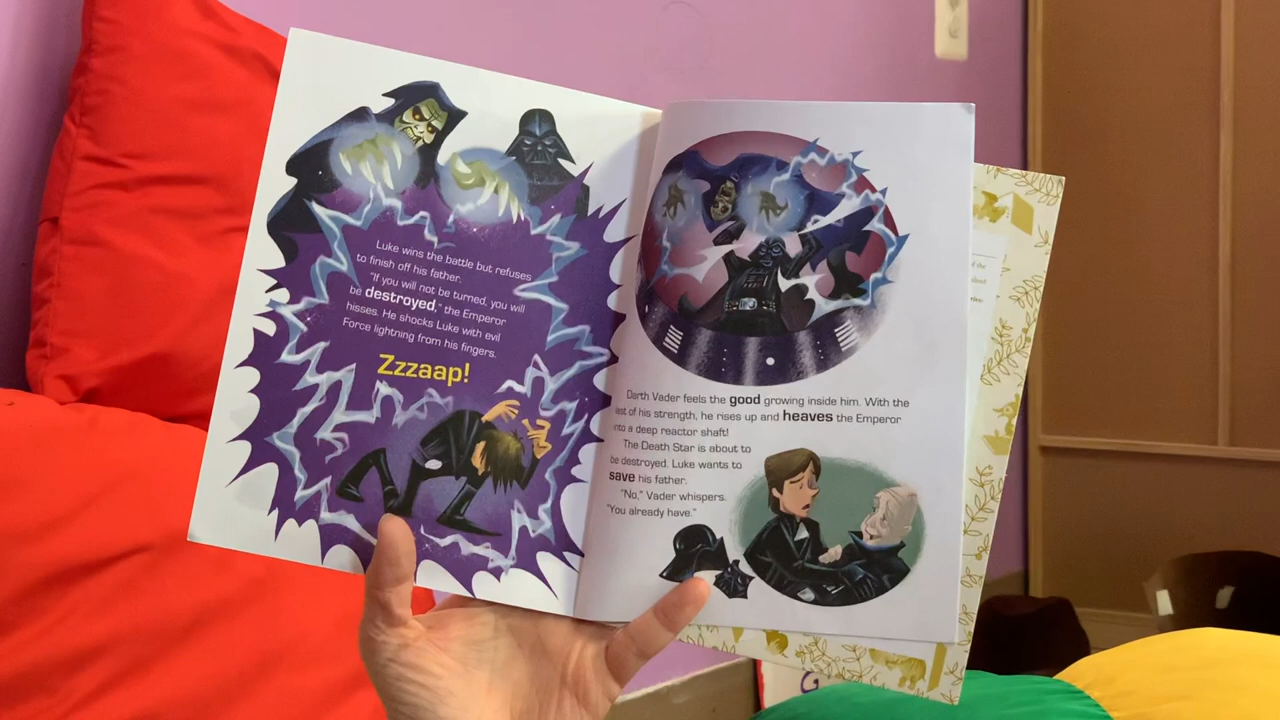 Luke wins the battle but refuses
to finish off his father.
"If you will not be turned, you will
be destroyed," the Emperor
hisses. He shocks Luke with evil
Force lightning from his fingers.
Zzzaap!
Darth Vader feels the good growing inside him. With the
last of his strength, he rises up and heaves the Emperor
into a deep reactor shaft!
The Death Star is about to
be destroyed. Luke wants to
save his father.
"No," Vader whispers.
"You already have."
of the
G